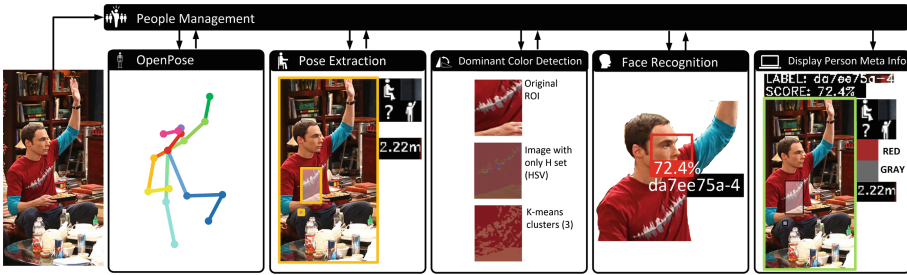 People Management
OpenPose
Pose Extraction
?
2.22m
Dominant Color Detection
Original
ROI
Image with
only H set
(HSV)
K-means
clusters (3)
Face Recognition
72.4%
da7ee75a-4
Display Person Meta Info
LABEL: da7ee75a-4
SCORE: 72.4%
?
RED
GRAY
2.22m